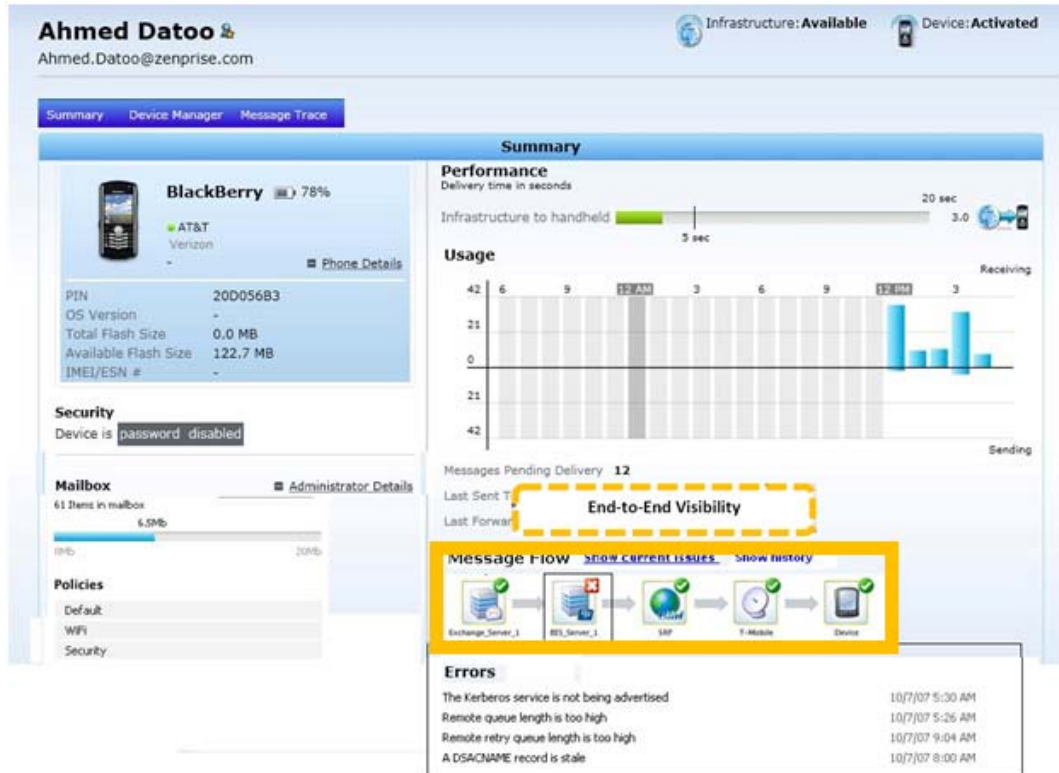 Ahmed Datoo
Ahmed.Datoo@zenprise.com
Infrastructure: Available
Device: Activated
Summary Device Manager Message Trace
Summary
BlackBerry 78%
AT&T
Verizon
-
Phone Details
PIN 20D056B3
OS Version -
Total Flash Size 0.0 MB
Available Flash Size 122.7 MB
IMEI/ESN # -
Security
Device is password disabled
Mailbox
Administrator Details
61 Items in mailbox
6.5Mb
0Mb 20Mb
Policies
Default
WiFi
Security
Performance
Delivery time in seconds
20 sec
Infrastructure to handheld 3.0
5 sec
Usage
Receiving
42 6 9 12 AM 3 6 9 12 PM 3
21
0
21
42
Sending
Messages Pending Delivery 12
Last Sent T
Last Forwar
End-to-End Visibility
Message Flow Show current issues Show history
Exchange_Server_1 BES_Server_1 SRP T-Mobile Device
Errors
The Kerberos service is not being advertised 10/7/07 5:30 AM
Remote queue length is too high 10/7/07 5:26 AM
Remote retry queue length is too high 10/7/07 9:04 AM
A DSACNAME record is stale 10/7/07 8:00 AM